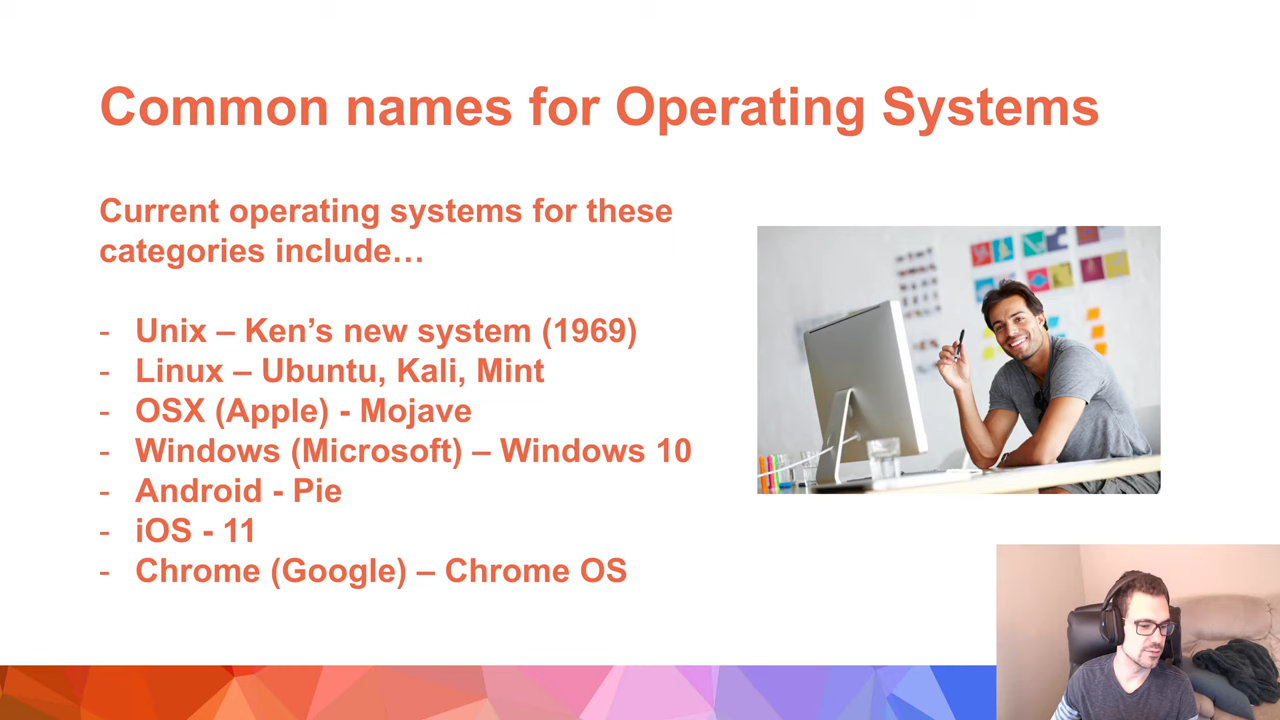 Common names for Operating Systems
Current operating systems for these
categories include…
- Unix – Ken’s new system (1969)
- Linux – Ubuntu, Kali, Mint
- OSX (Apple) - Mojave
- Windows (Microsoft) – Windows 10
- Android - Pie
- iOS - 11
- Chrome (Google) – Chrome OS